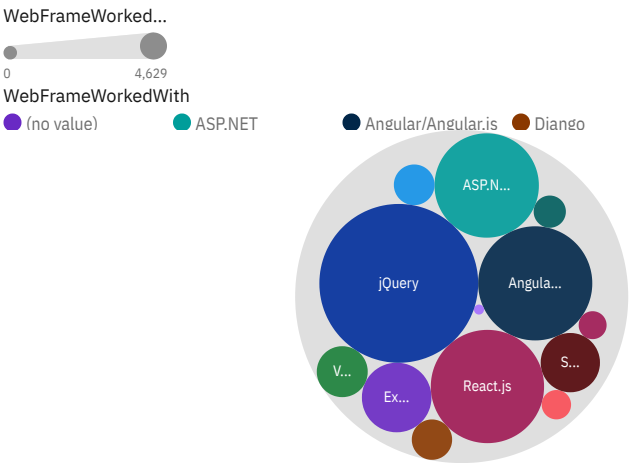 WebFrameWorked...
0 4,629
WebFrameWorkedWith
(no value) ASP.NET Angular/Angular.js Django
ASP.N...
jQuery Angula...
V... S...
Ex... React.js